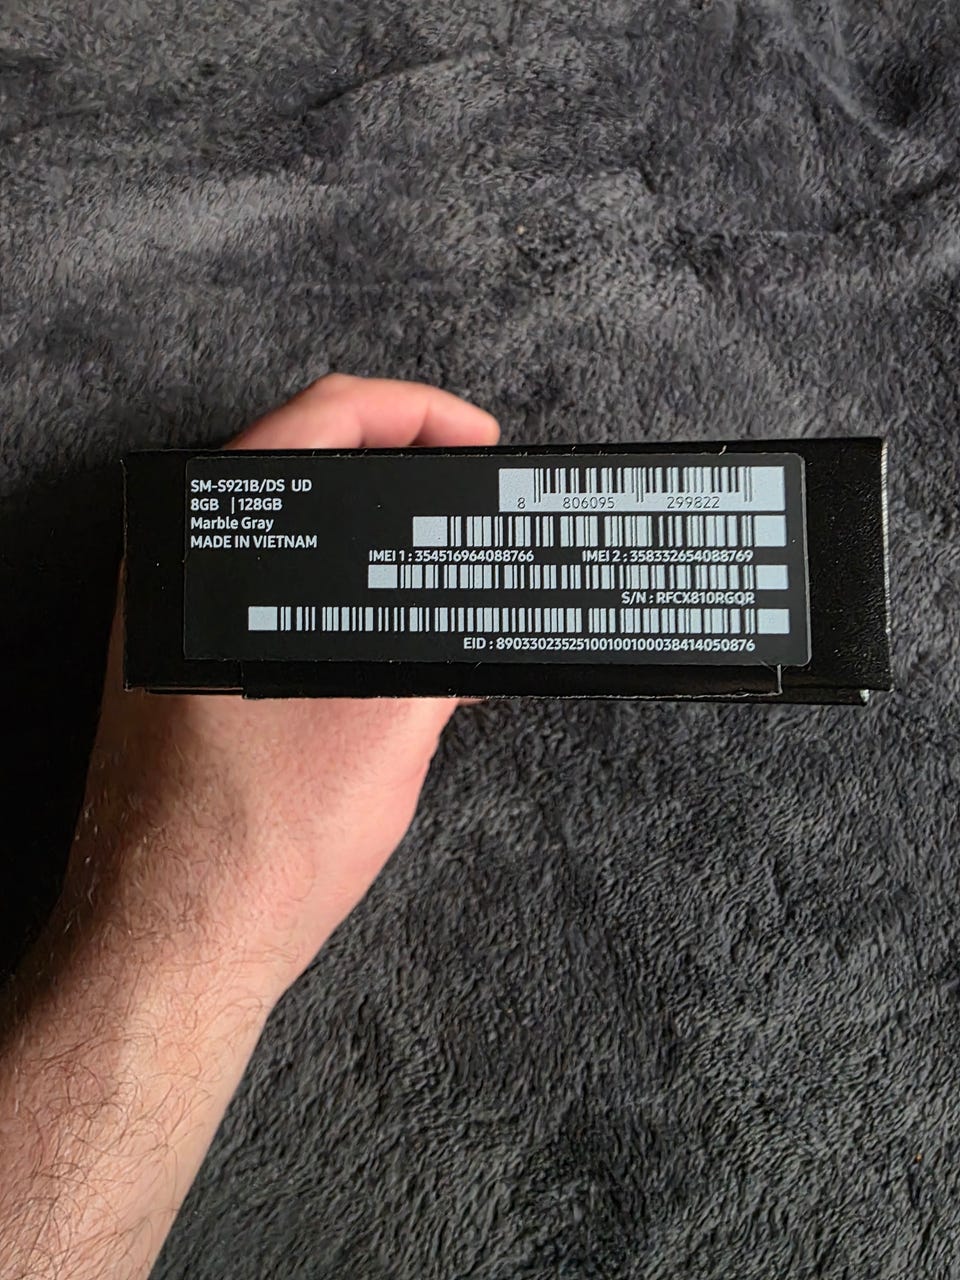 SM-S921B/DS UD
8GB | 128GB
Marble Gray
MADE IN VIETNAM
8 806095 299822
IMEI 1 : 354516964088766 IMEI 2 : 358332654088769
S/N : RFCX810RGQR
EID : 89033023525100100100038414050876